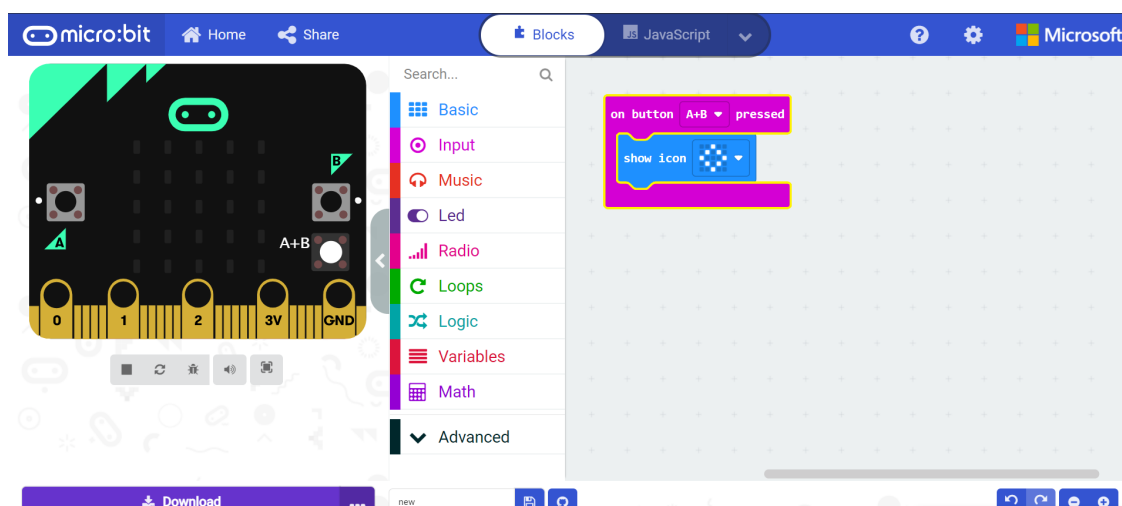 micro:bit Home Share Blocks JavaScript Microsoft
Search...
Basic
Input
Music
Led
Radio
Loops
Logic
Variables
Math
Advanced
on button A+B pressed
show icon
B
A
A+B
0 1 2 3V GND
Download
new